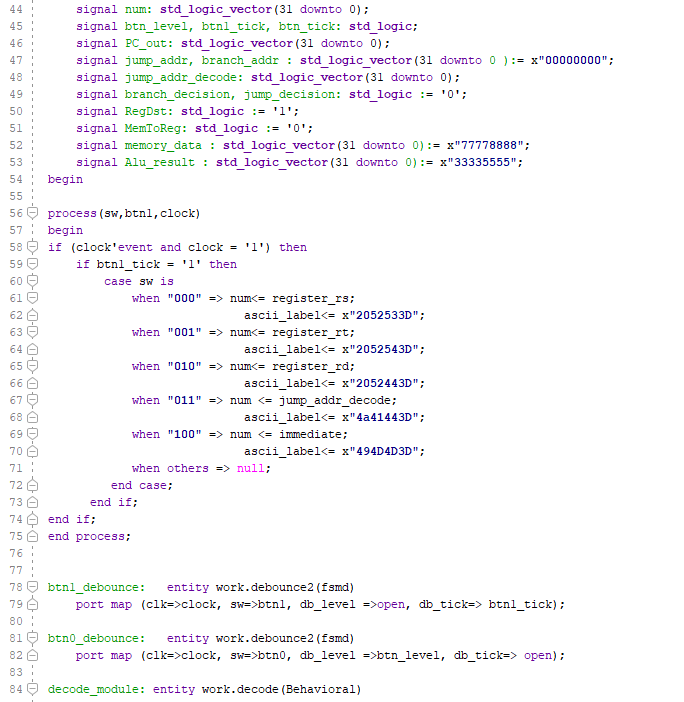 44 signal num: std_logic_vector(31 downto 0);
45 signal btn_level, btn1_tick, btn_tick: std_logic;
46 signal PC_out: std_logic_vector(31 downto 0);
47 signal jump_addr, branch_addr : std_logic_vector(31 downto 0 ):= x"00000000";
48 signal jump_addr_decode: std_logic_vector(31 downto 0);
49 signal branch_decision, jump_decision: std_logic := '0';
50 signal RegDst: std_logic := '1';
51 signal MemToReg: std_logic := '0';
52 signal memory_data : std_logic_vector(31 downto 0):= x"77778888";
53 signal Alu_result : std_logic_vector(31 downto 0):= x"33335555";
54 begin
55
56 process(sw,btn1,clock)
57 begin
58 if (clock'event and clock = '1') then
59 if btn1_tick = '1' then
60 case sw is
61 when "000" => num<= register_rs;
62 ascii_label<= x"2052533D";
63 when "001" => num<= register_rt;
64 ascii_label<= x"2052543D";
65 when "010" => num<= register_rd;
66 ascii_label<= x"2052443D";
67 when "011" => num <= jump_addr_decode;
68 ascii_label<= x"4a41443D";
69 when "100" => num <= immediate;
70 ascii_label<= x"494D4D3D";
71 when others => null;
72 end case;
73 end if;
74 end if;
75 end process;
76
77
78 btn1_debounce: entity work.debounce2(fsmd)
79 port map (clk=>clock, sw=>btn1, db_level =>open, db_tick=> btn1_tick);
80
81 btn0_debounce: entity work.debounce2(fsmd)
82 port map (clk=>clock, sw=>btn0, db_level =>btn_level, db_tick=> open);
83
84 decode_module: entity work.decode(Behavioral)